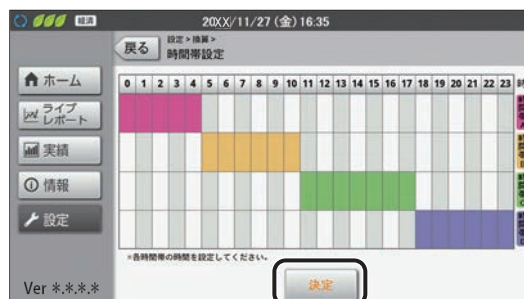 経済 20XX/11/27 (金) 16:35
戻る
設定 > 換算 >
時間帯設定
ホーム
ライブ
レポート
実績
情報
設定
0 1 2 3 4 5 6 7 8 9 10 11 12 13 14 15 16 17 18 19 20 21 22 23 時
※各時間帯の時間を設定してください。
決定
Ver *.*.*.*